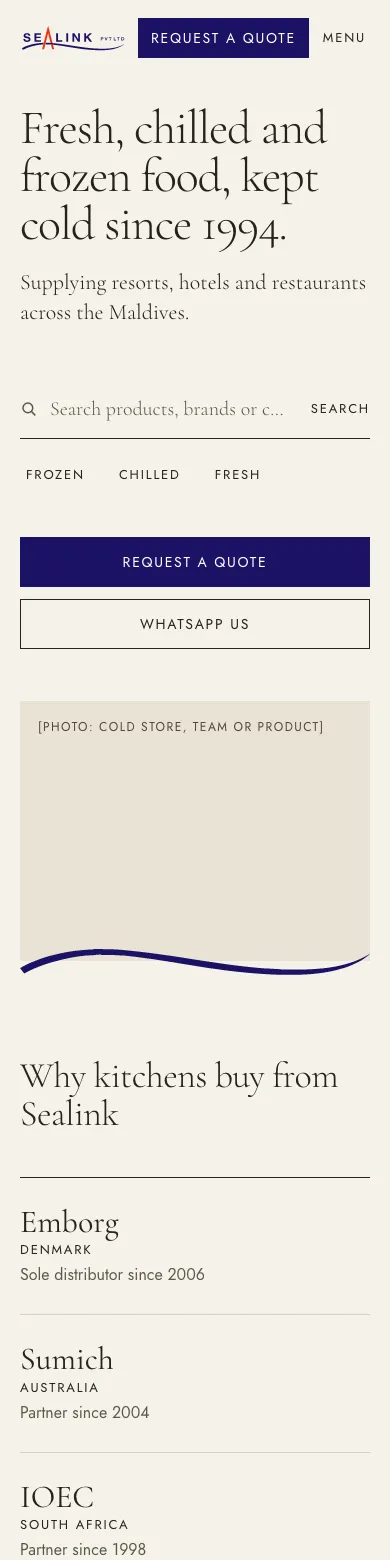 SEALINK PVT LTD
REQUEST A QUOTE
MENU
Fresh, chilled and
frozen food, kept
cold since 1994.
Supplying resorts, hotels and restaurants
across the Maldives.
Search products, brands or c...
SEARCH
FROZEN
CHILLED
FRESH
REQUEST A QUOTE
WHATSAPP US
[PHOTO: COLD STORE, TEAM OR PRODUCT]
Why kitchens buy from
Sealink
Emborg
DENMARK
Sole distributor since 2006
Sumich
AUSTRALIA
Partner since 2004
IOEC
SOUTH AFRICA
Partner since 1998